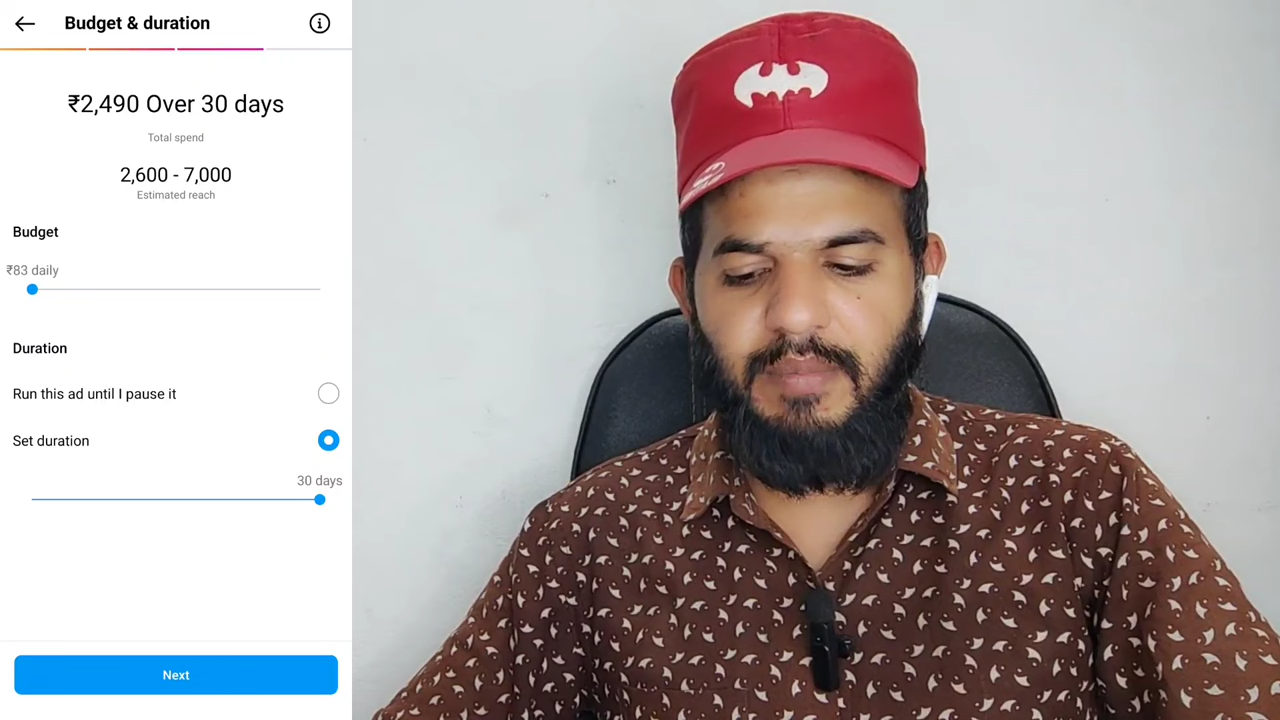 Budget & duration
₹2,490 Over 30 days
Total spend
2,600 - 7,000
Estimated reach
Budget
₹83 daily
Duration
Run this ad until I pause it
Set duration
30 days
Next